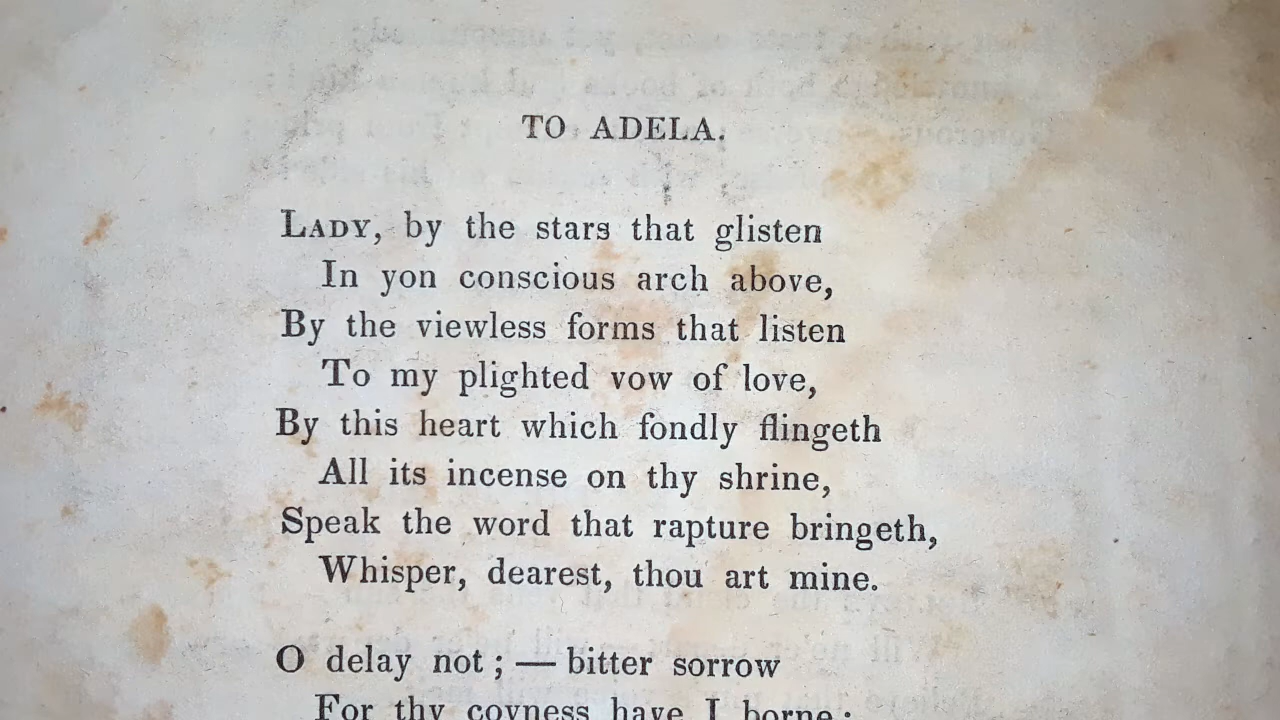 TO ADELA.
LADY, by the stars that glisten
In yon conscious arch above,
By the viewless forms that listen
To my plighted vow of love,
By this heart which fondly flingeth
All its incense on thy shrine,
Speak the word that rapture bringeth,
Whisper, dearest, thou art mine.
O delay not ; — bitter sorrow
For thy coyness have I borne ;